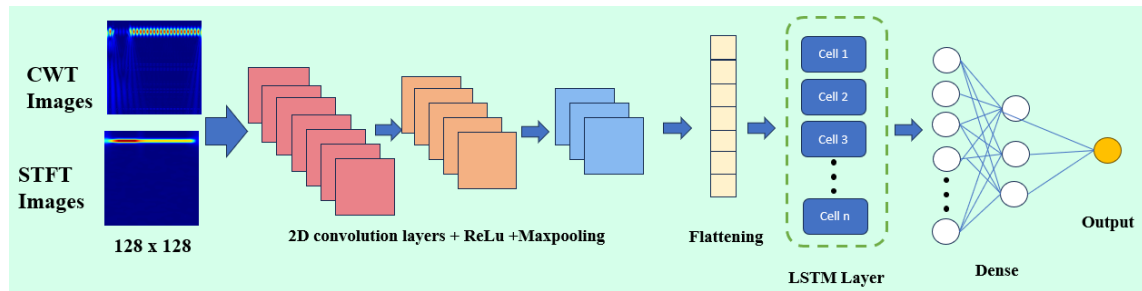 CWT
Images
STFT
Images
128 x 128
2D convolution layers + ReLu +Maxpooling
Flattening
Cell 1
Cell 2
Cell 3
Cell n
LSTM Layer
Dense
Output